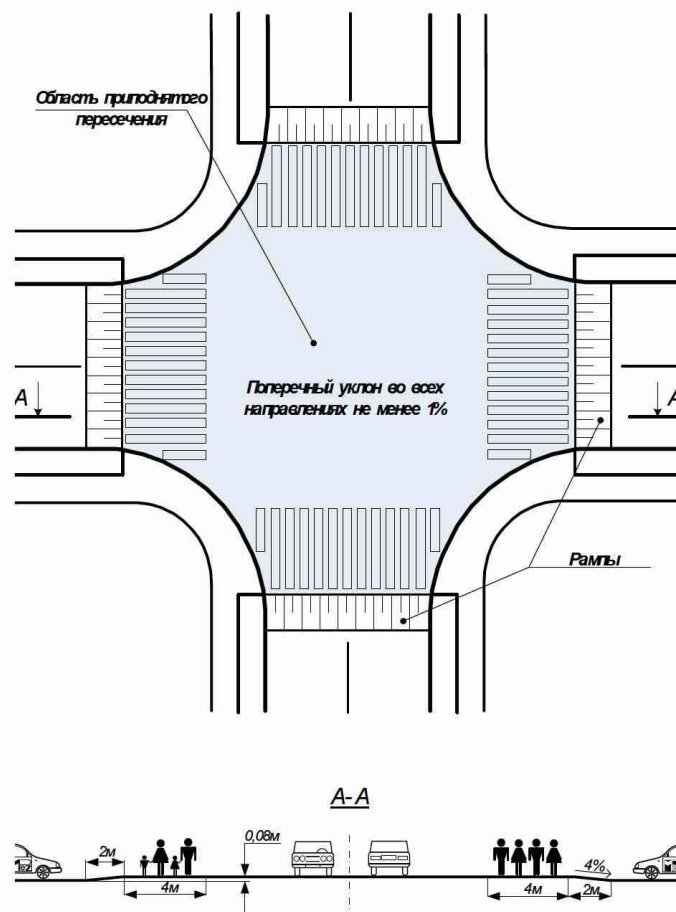 Область приподнятого
пересечения
Поперечный уклон во всех
направлениях не менее 1%
А
А
Рампы
А-А
2м
0,08м
4%
4м
4м
2м